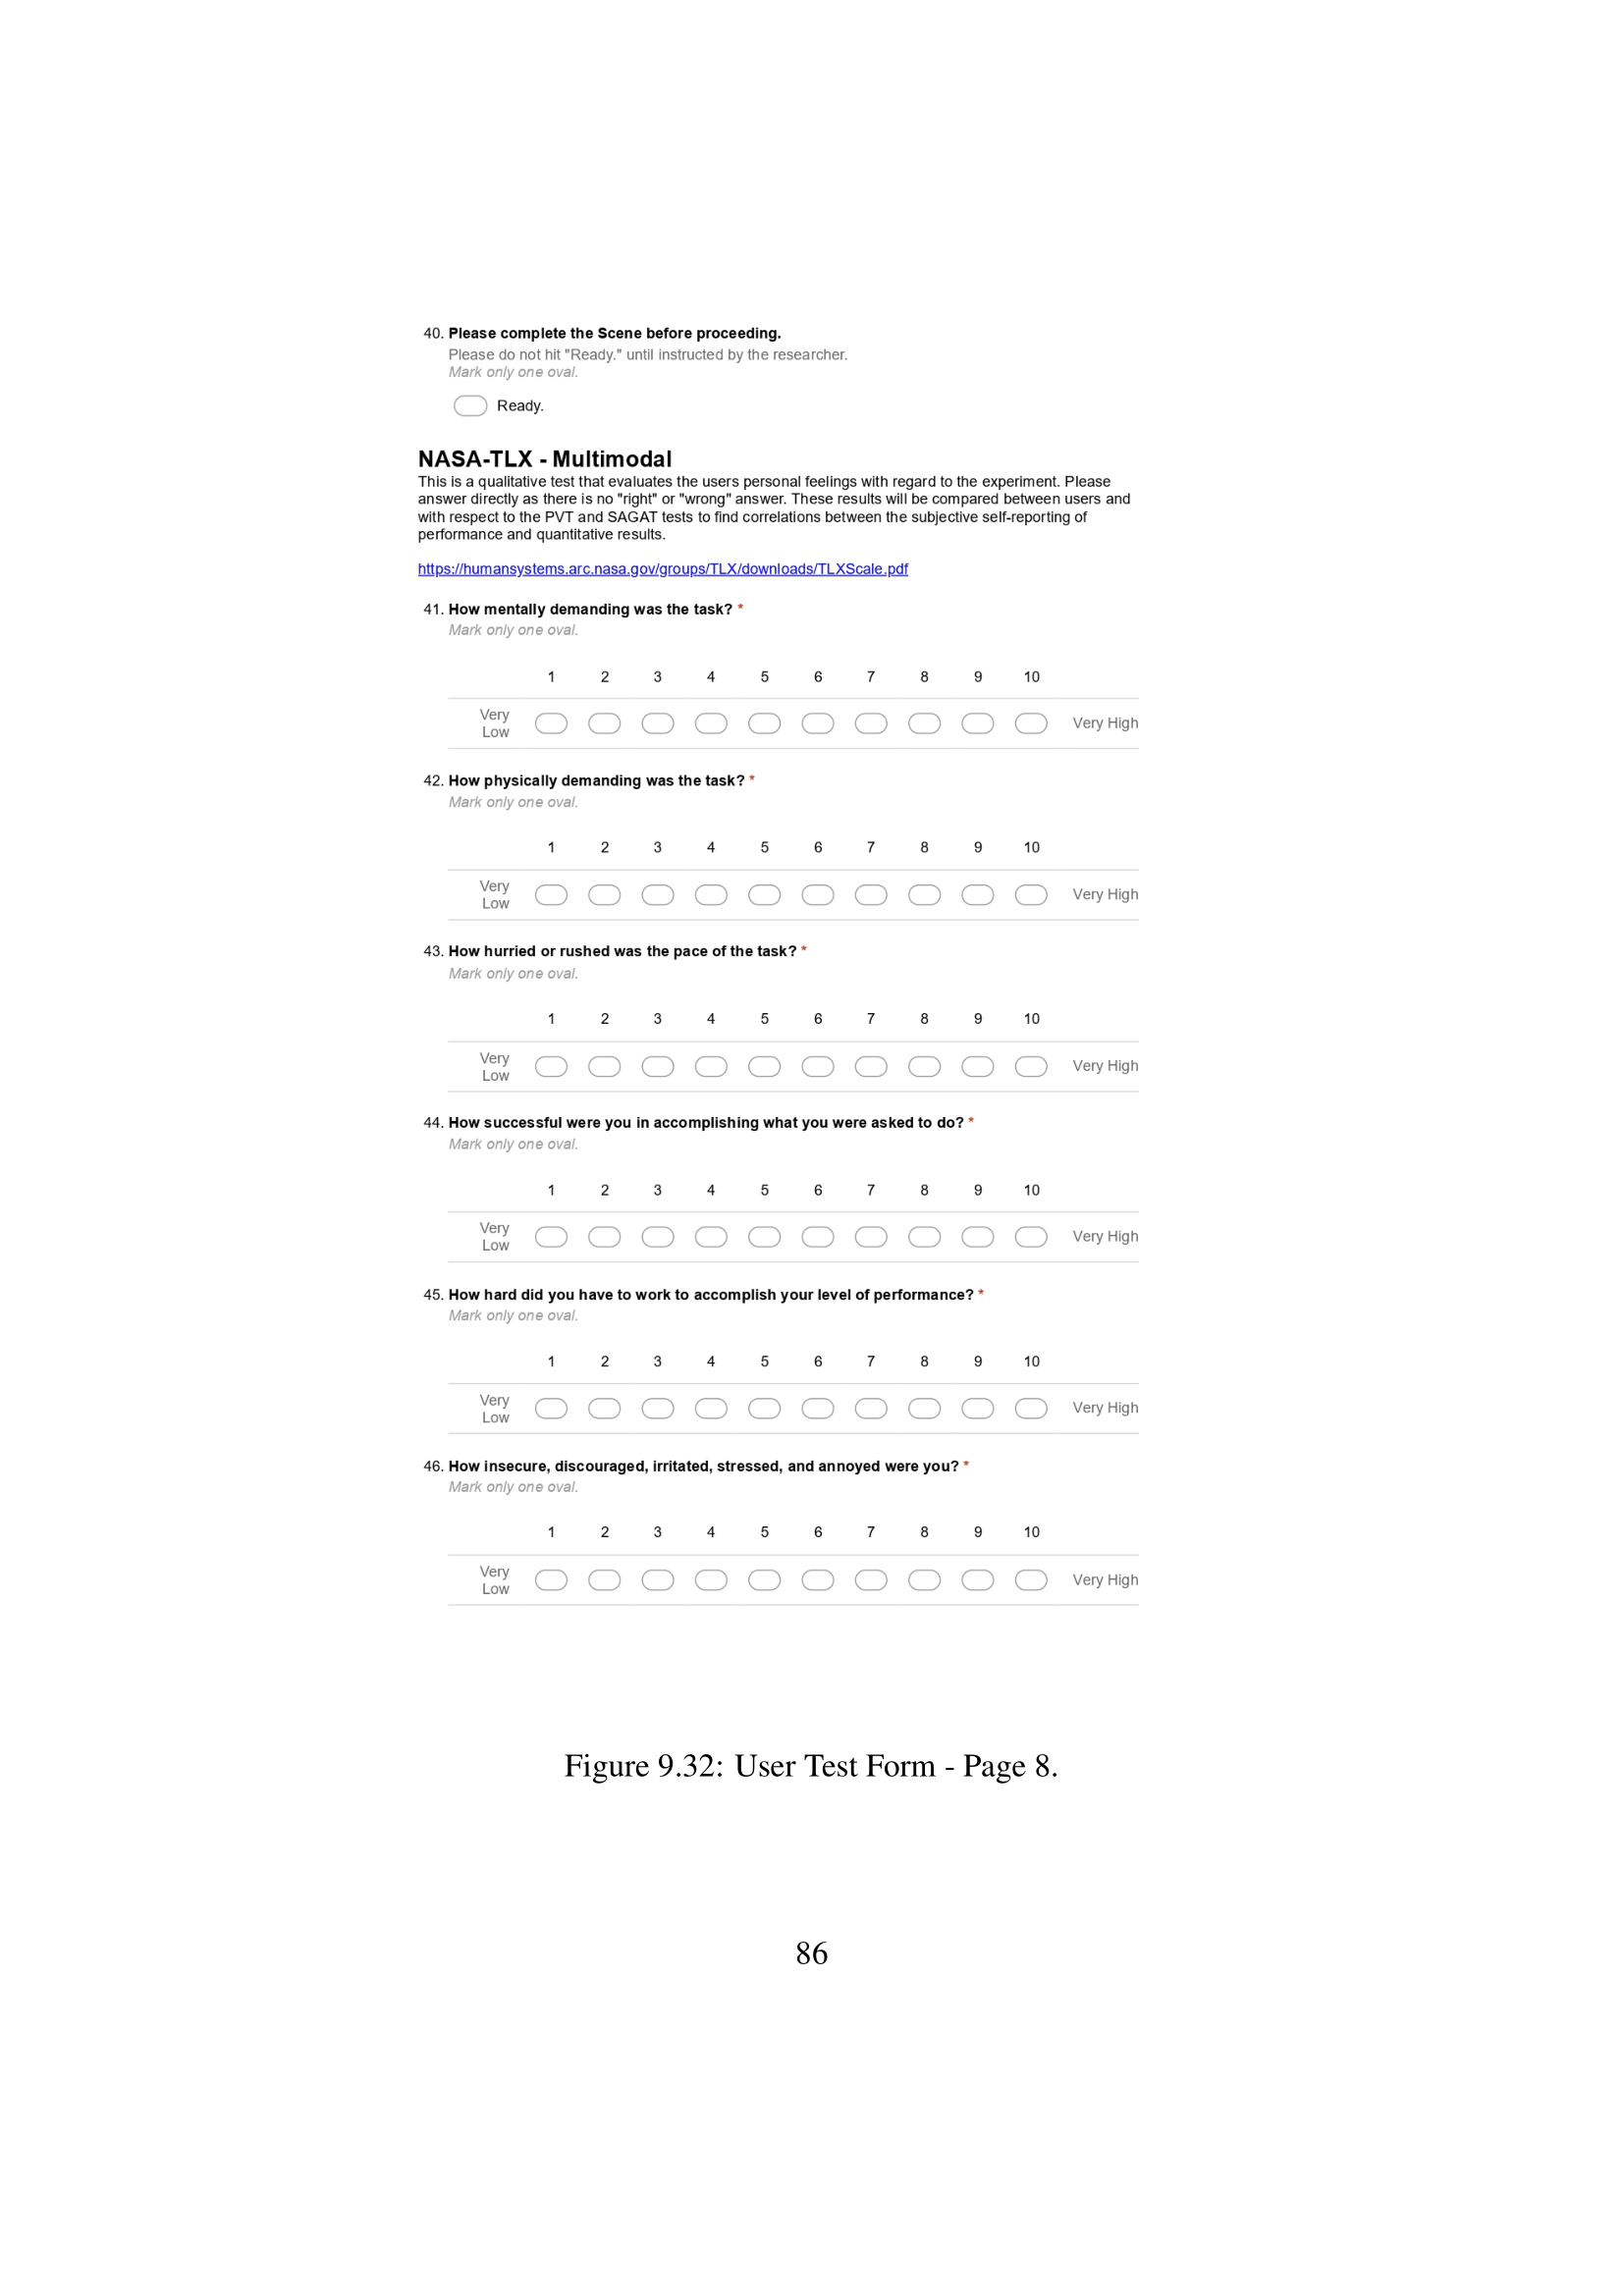 40. Please complete the Scene before proceeding.
Please do not hit "Ready." until instructed by the researcher.
Mark only one oval.
Ready.
NASA-TLX - Multimodal
This is a qualitative test that evaluates the users personal feelings with regard to the experiment. Please
answer directly as there is no "right" or "wrong" answer. These results will be compared between users and
with respect to the PVT and SAGAT tests to find correlations between the subjective self-reporting of
performance and quantitative results.
https://humansystems.arc.nasa.gov/groups/TLX/downloads/TLXScale.pdf
41. How mentally demanding was the task? *
Mark only one oval.
1 2 3 4 5 6 7 8 9 10
Very
Low
Very High
42. How physically demanding was the task? *
Mark only one oval.
1 2 3 4 5 6 7 8 9 10
Very
Low
Very High
43. How hurried or rushed was the pace of the task? *
Mark only one oval.
1 2 3 4 5 6 7 8 9 10
Very
Low
Very High
44. How successful were you in accomplishing what you were asked to do? *
Mark only one oval.
1 2 3 4 5 6 7 8 9 10
Very
Low
Very High
45. How hard did you have to work to accomplish your level of performance? *
Mark only one oval.
1 2 3 4 5 6 7 8 9 10
Very
Low
Very High
46. How insecure, discouraged, irritated, stressed, and annoyed were you? *
Mark only one oval.
1 2 3 4 5 6 7 8 9 10
Very
Low
Very High
Figure 9.32: User Test Form - Page 8.
86